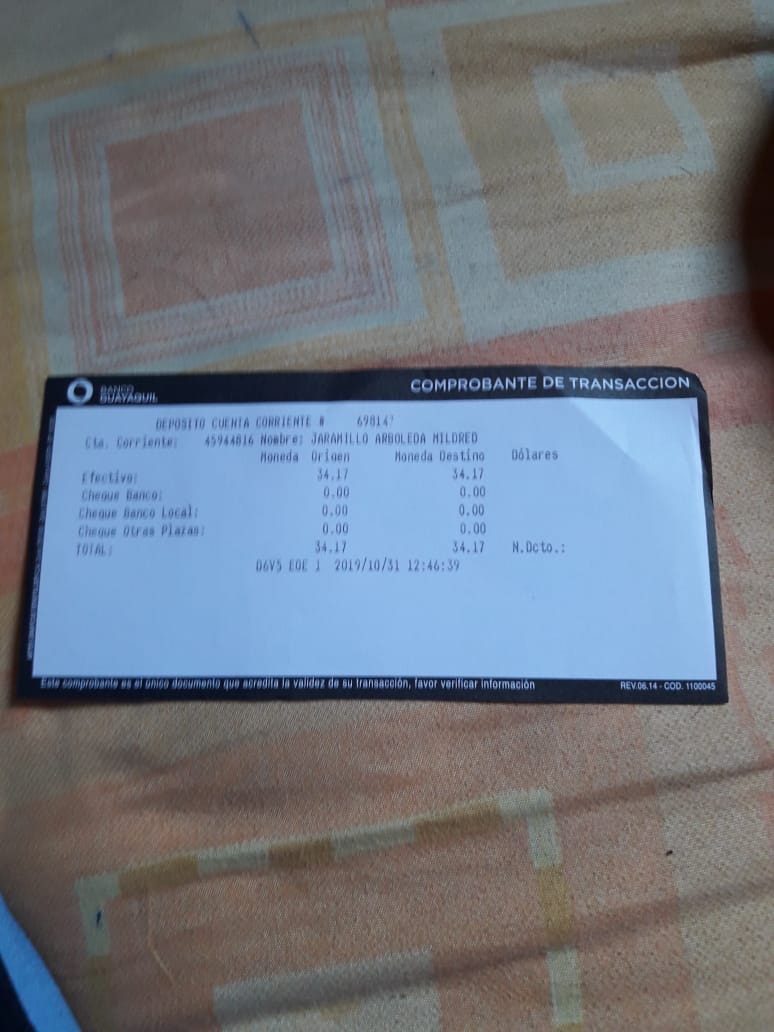 BANCO GUAYAQUIL
COMPROBANTE DE TRANSACCION
DEPOSITO CUENTA CORRIENTE # 698147
Cta. Corriente: 45944816 Nombre: JARAMILLO ARBOLEDA MILDRED
Moneda Origen Moneda Destino Dólares
Efectivo: 34.17 34.17
Cheque Banco: 0.00 0.00
Cheque Banco Local: 0.00 0.00
Cheque Otras Plazas: 0.00 0.00
TOTAL: 34.17 34.17 N.Dcto.:
D6V5 EOE 1 2019/10/31 12:46:39
Este comprobante es el único documento que acredita la validez de su transacción, favor verificar información
REV.06.14 - COD. 1100045